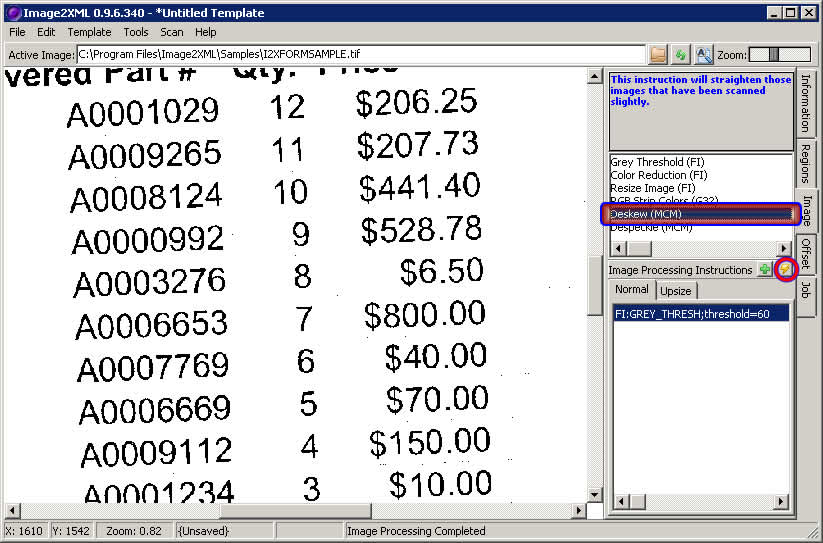 Image2XML 0.9.6.340 - *Untitled Template
File Edit Template Tools Scan Help
Active Image: C:\Program Files\Image2XML\Samples\I2XFORMSAMPLE.tif Zoom:
vered Part # Qty. Price
A0001029 12 $206.25
A0009265 11 $207.73
A0008124 10 $441.40
A0000992 9 $528.78
A0003276 8 $6.50
A0006653 7 $800.00
A0007769 6 $40.00
A0006669 5 $70.00
A0009112 4 $150.00
A0001234 3 $10.00
This instruction will straighten those
images that have been scanned
slightly.
Grey Threshold (FI)
Color Reduction (FI)
Resize Image (FI)
RGB Strip Colors (G32)
Deskew (MCM)
Despeckle (MCM)
Image Processing Instructions
Normal Upsize
FI:GREY_THRESH;threshold=60
Information
Regions
Image
Offset
Job
X: 1610 Y: 1542 Zoom: 0.82 {Unsaved} Image Processing Completed